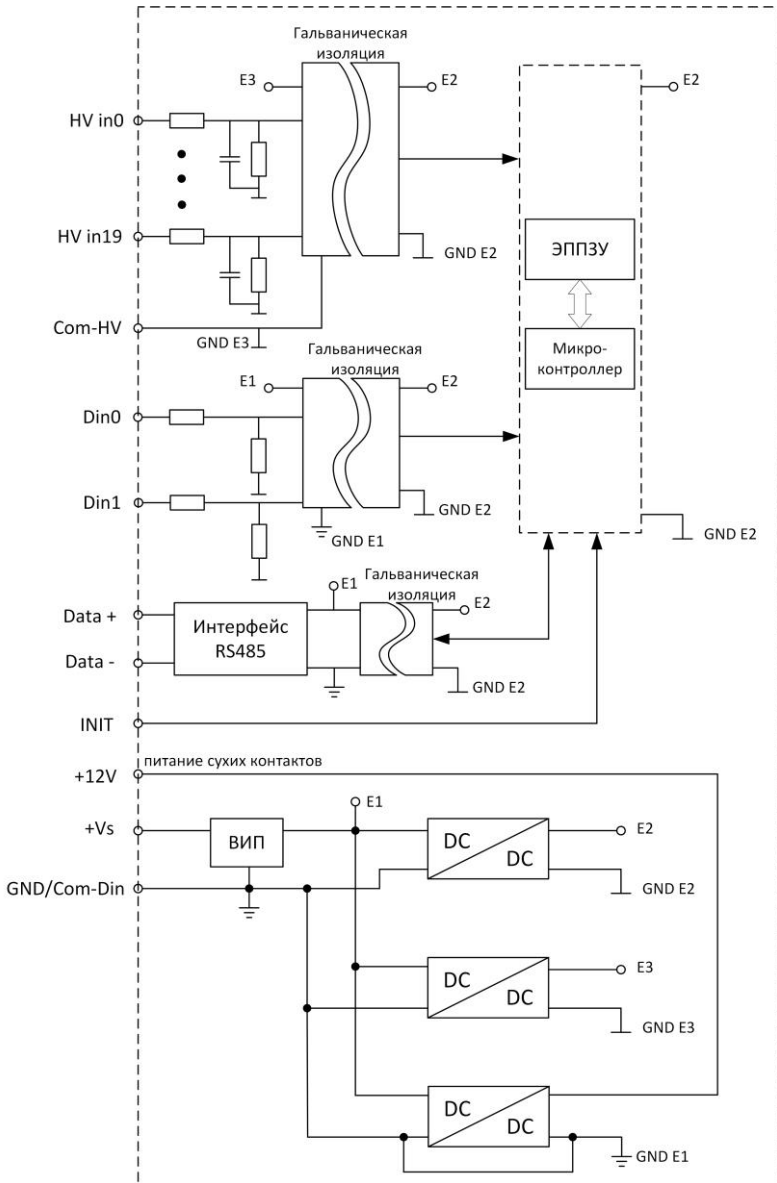 Гальваническая
изоляция
E3
E2
E2
HV in0
HV in19
GND E2
ЭППЗУ
Микро-
контроллер
Com-HV
GND E3
Гальваническая
изоляция
E1
E2
Din0
Din1
GND E2
GND E1
GND E2
Гальваническая
изоляция
E1
E2
Data +
Data -
Интерфейс
RS485
GND E2
INIT
питание сухих контактов
+12V
E1
+Vs
ВИП
DC
DC
E2
GND/Com-Din
GND E2
DC
DC
E3
GND E3
DC
DC
GND E1